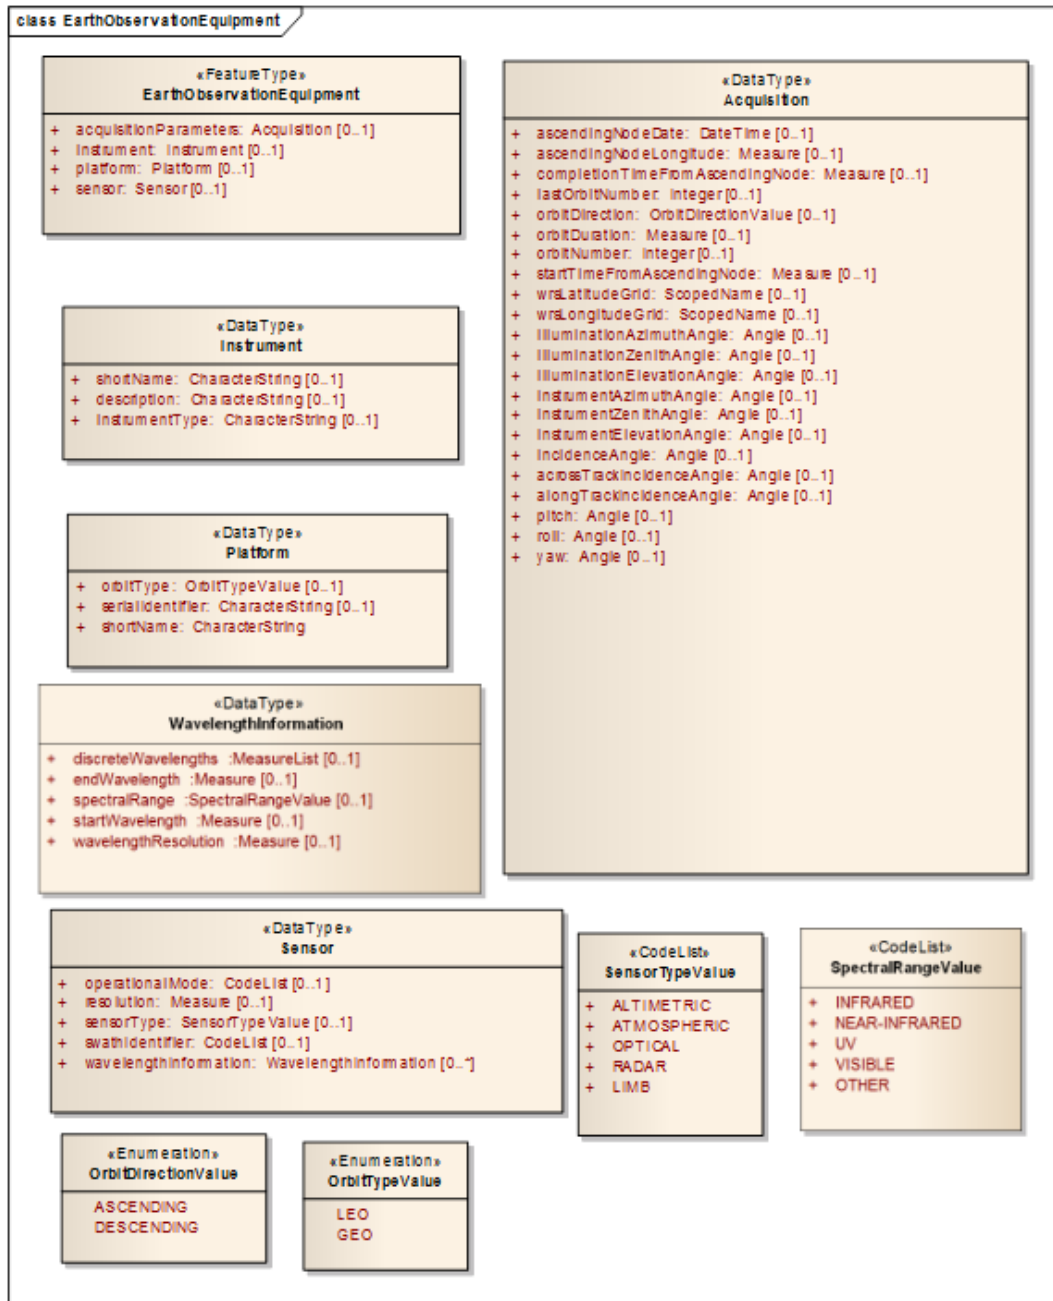 class EarthObservationEquipment
«FeatureType»
EarthObservationEquipment
+ acquisitionParameters: Acquisition [0..1]
+ instrument: Instrument [0..1]
+ platform: Platform [0..1]
+ sensor: Sensor [0..1]
«DataType»
Acquisition
+ ascendingNodeDate: DateTime [0..1]
+ ascendingNodeLongitude: Measure [0..1]
+ completionTimeFromAscendingNode: Measure [0..1]
+ lastOrbitNumber: Integer [0..1]
+ orbitDirection: OrbitDirectionValue [0..1]
+ orbitDuration: Measure [0..1]
+ orbitNumber: Integer [0..1]
+ startTimeFromAscendingNode: Measure [0..1]
+ wrsLatitudeGrid: ScopedName [0..1]
+ wrsLongitudeGrid: ScopedName [0..1]
+ illuminationAzimuthAngle: Angle [0..1]
+ illuminationZenithAngle: Angle [0..1]
+ illuminationElevationAngle: Angle [0..1]
+ instrumentAzimuthAngle: Angle [0..1]
+ instrumentZenithAngle: Angle [0..1]
+ instrumentElevationAngle: Angle [0..1]
+ incidenceAngle: Angle [0..1]
+ acrossTrackIncidenceAngle: Angle [0..1]
+ alongTrackIncidenceAngle: Angle [0..1]
+ pitch: Angle [0..1]
+ roll: Angle [0..1]
+ yaw: Angle [0..1]
«DataType»
Instrument
+ shortName: CharacterString [0..1]
+ description: CharacterString [0..1]
+ instrumentType: CharacterString [0..1]
«DataType»
Platform
+ orbitType: OrbitTypeValue [0..1]
+ serialIdentifier: CharacterString [0..1]
+ shortName: CharacterString
«DataType»
WavelengthInformation
+ discreteWavelengths :MeasureList [0..1]
+ endWavelength :Measure [0..1]
+ spectralRange :SpectralRangeValue [0..1]
+ startWavelength :Measure [0..1]
+ wavelengthResolution :Measure [0..1]
«DataType»
Sensor
+ operationalMode: CodeList [0..1]
+ resolution: Measure [0..1]
+ sensorType: SensorTypeValue [0..1]
+ swathIdentifier: CodeList [0..1]
+ wavelengthInformation: WavelengthInformation [0..*]
«CodeList»
SensorTypeValue
+ ALTIMETRIC
+ ATMOSPHERIC
+ OPTICAL
+ RADAR
+ LIMB
«CodeList»
SpectralRangeValue
+ INFRARED
+ NEAR-INFRARED
+ UV
+ VISIBLE
+ OTHER
«Enumeration»
OrbitDirectionValue
ASCENDING
DESCENDING
«Enumeration»
OrbitTypeValue
LEO
GEO